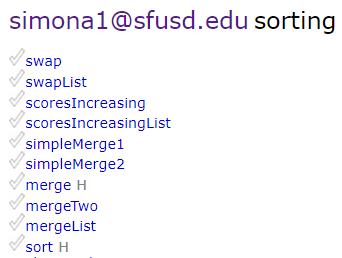 simona1@sfusd.edu sorting
swap
swapList
scoresIncreasing
scoresIncreasingList
simpleMerge1
simpleMerge2
merge H
mergeTwo
mergeList
sort H